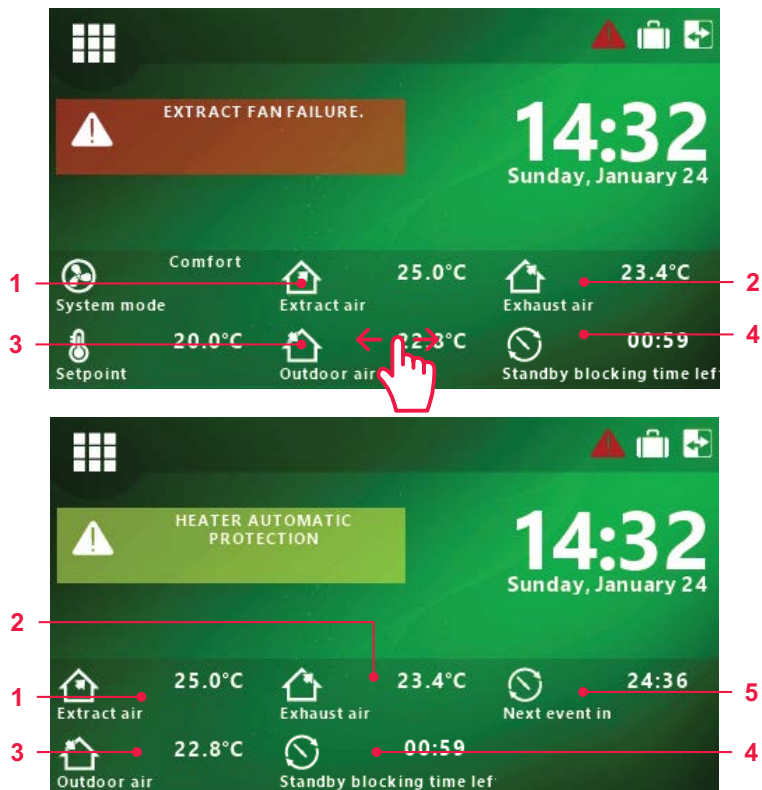 EXTRACT FAN FAILURE.
14:32
Sunday, January 24
1
System mode
Comfort
Extract air
25.0°C
Exhaust air
23.4°C
2
3
Setpoint
20.0°C
Outdoor air
22.8°C
Standby blocking time lef
00:59
4
HEATER AUTOMATIC
PROTECTION
14:32
Sunday, January 24
2
1
Extract air
25.0°C
Exhaust air
23.4°C
Next event in
24:36
5
3
Outdoor air
22.8°C
Standby blocking time lef
00:59
4